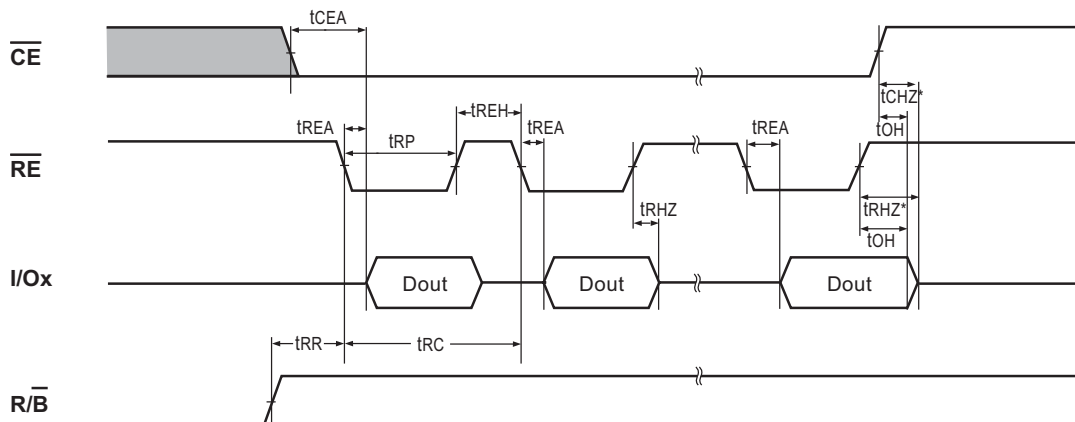 tCEA
CE
tCHZ*
tREH
tREA
tREA
tREA
tOH
tRP
RE
tRHZ
tRHZ*
tOH
I/Ox
Dout
Dout
Dout
tRR
tRC
R/B